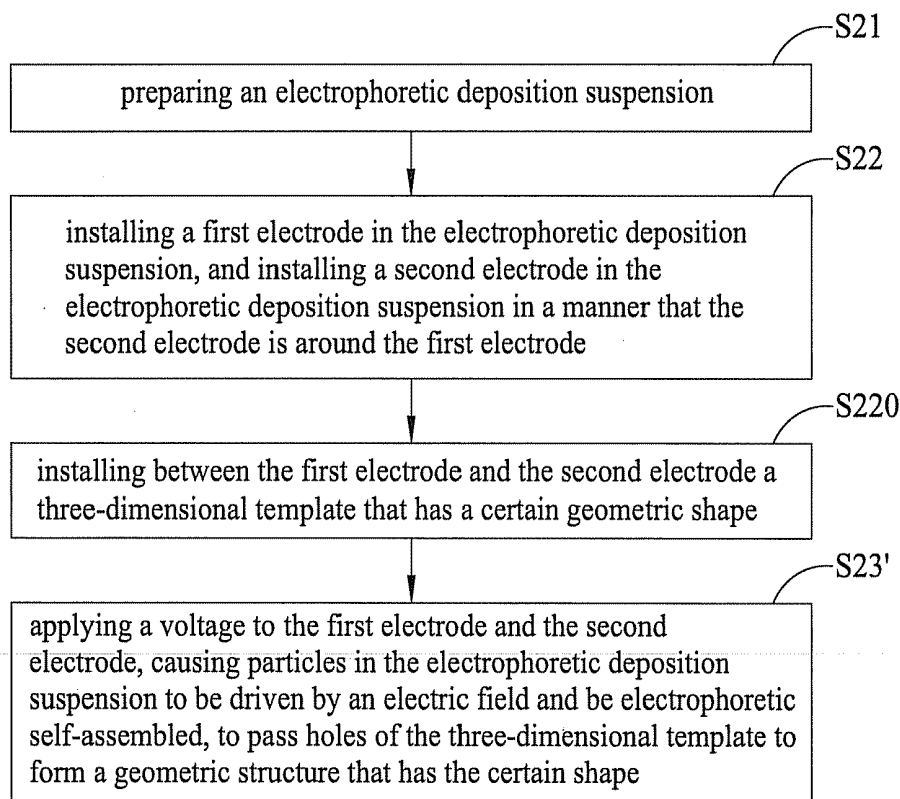 S21
preparing an electrophoretic deposition suspension
S22
installing a first electrode in the electrophoretic deposition
suspension, and installing a second electrode in the
electrophoretic deposition suspension in a manner that the
second electrode is around the first electrode
S220
installing between the first electrode and the second electrode a
three-dimensional template that has a certain geometric shape
S23'
applying a voltage to the first electrode and the second
electrode, causing particles in the electrophoretic deposition
suspension to be driven by an electric field and be electrophoretic
self-assembled, to pass holes of the three-dimensional template to
form a geometric structure that has the certain shape